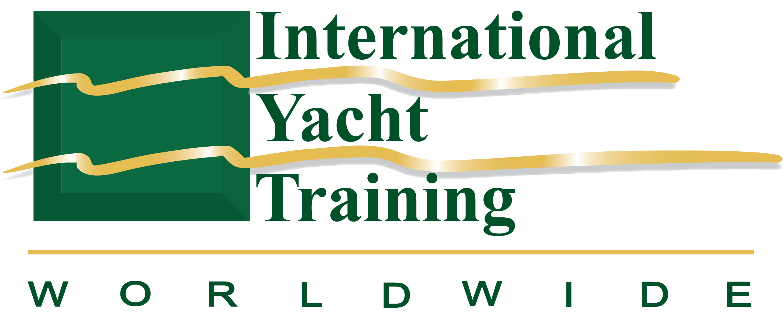 International
Yacht
Training
WORLDWIDE